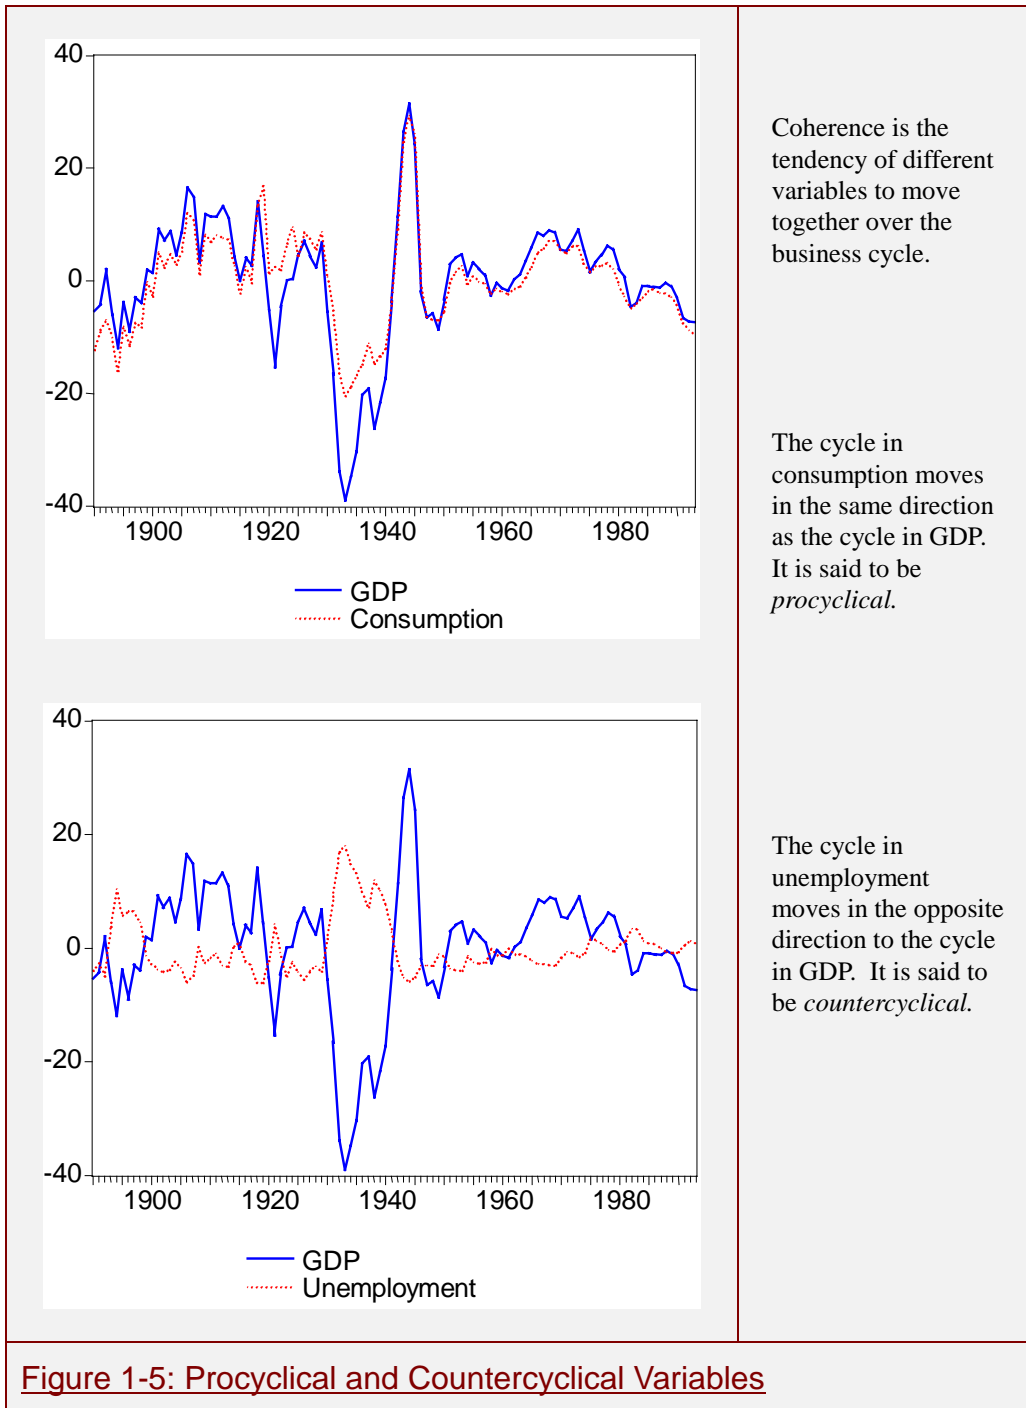 40
20
0
-20
-40
1900 1920 1940 1960 1980
GDP
Consumption
Coherence is the
tendency of different
variables to move
together over the
business cycle.
The cycle in
consumption moves
in the same direction
as the cycle in GDP.
It is said to be
procyclical.
40
20
0
-20
-40
1900 1920 1940 1960 1980
GDP
Unemployment
The cycle in
unemployment
moves in the opposite
direction to the cycle
in GDP. It is said to
be countercyclical.
Figure 1-5: Procyclical and Countercyclical Variables